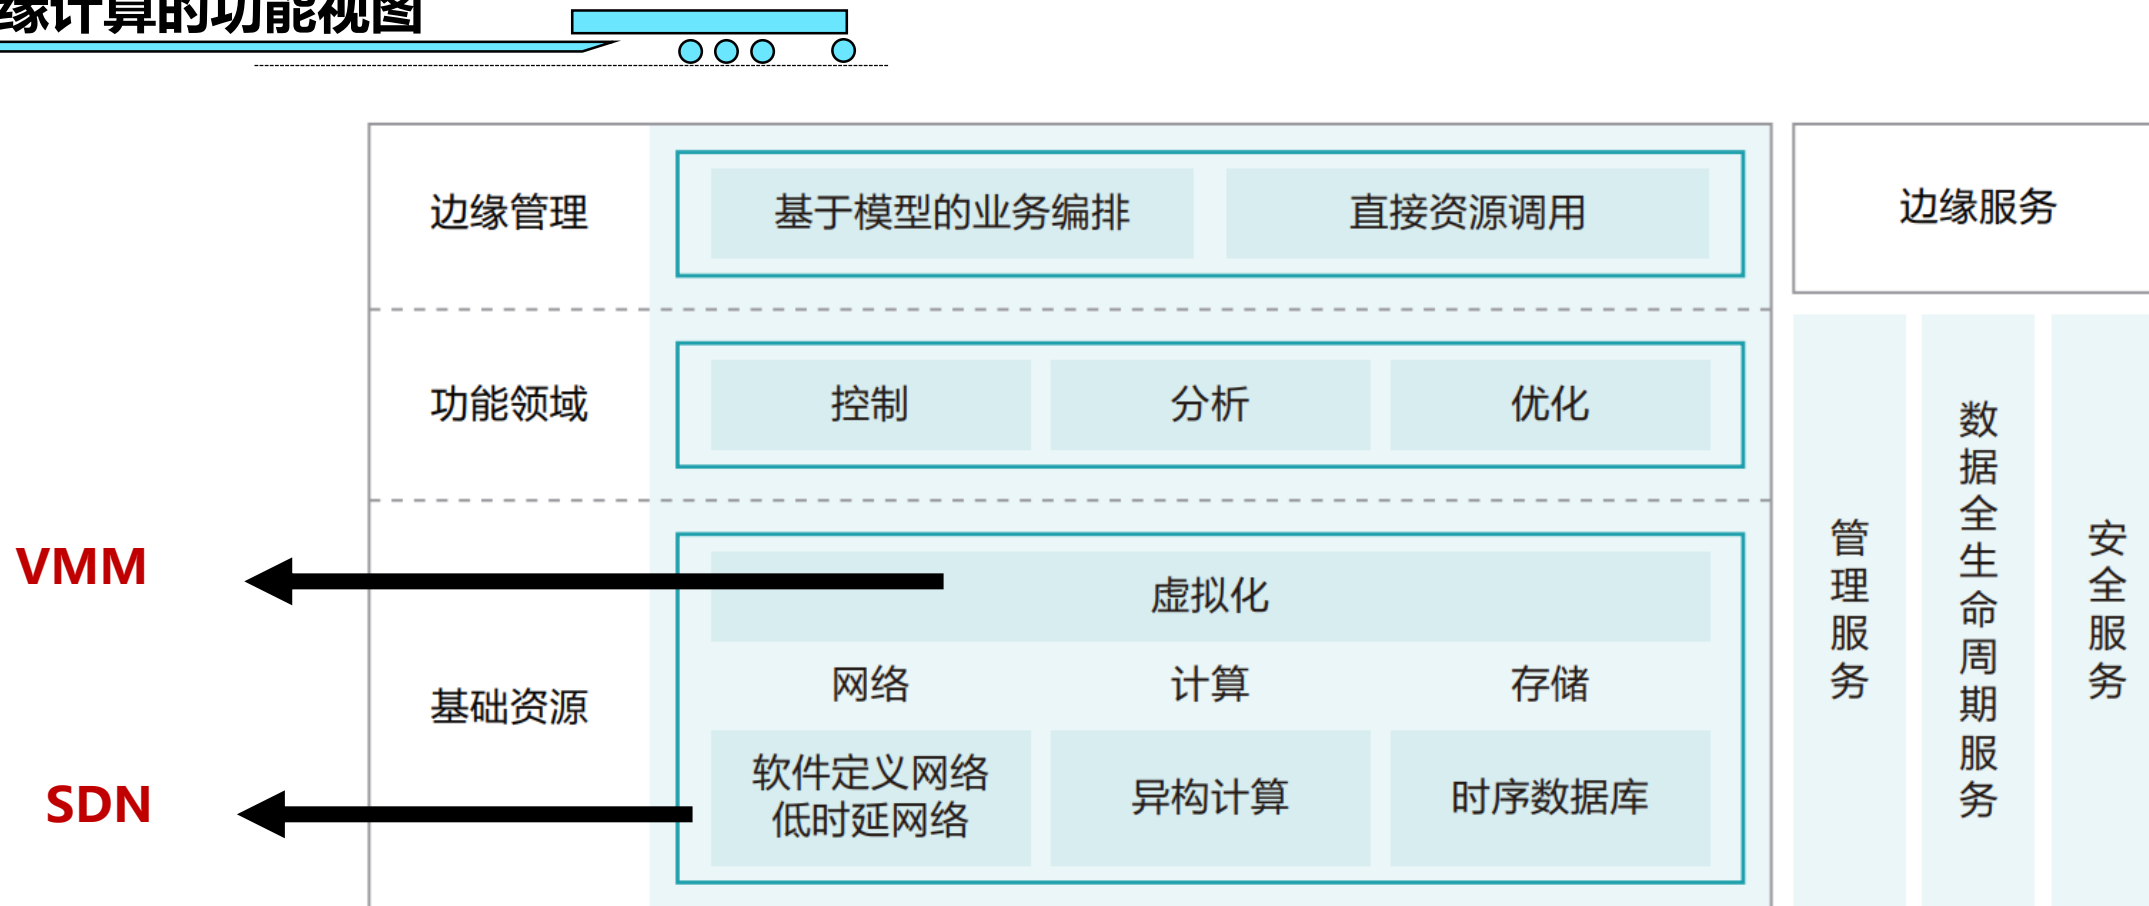 缘计算的功能视图
边缘管理
基于模型的业务编排
直接资源调用
边缘服务
功能领域
控制
分析
优化
VMM
虚拟化
基础资源
网络
计算
存储
SDN
软件定义网络
低时延网络
异构计算
时序数据库
管理服务
数据全生命周期服务
安全服务